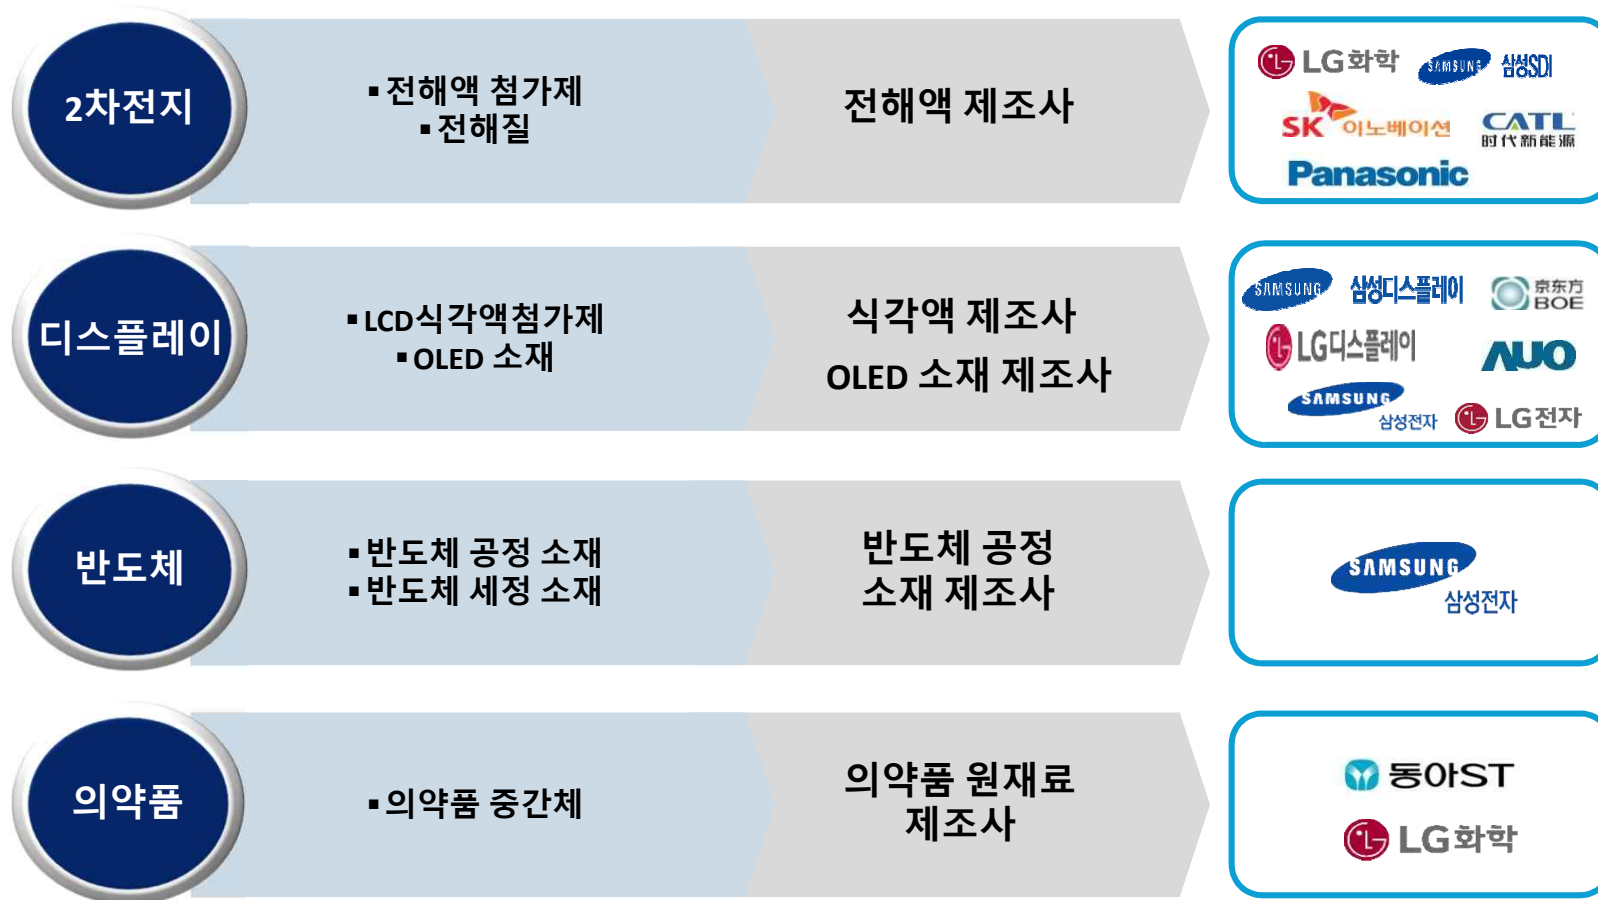 2차전지
▪전해액 첨가제
▪전해질
전해액 제조사
LG화학
SAMSUNG 삼성SDI
SK 이노베이션
CATL
时代新能源
Panasonic
디스플레이
▪LCD식각액첨가제
▪OLED 소재
식각액 제조사
OLED 소재 제조사
SAMSUNG 삼성디스플레이
京东方
BOE
LG디스플레이
AUO
SAMSUNG
삼성전자
LG전자
반도체
▪반도체 공정 소재
▪반도체 세정 소재
반도체 공정
소재 제조사
SAMSUNG
삼성전자
의약품
▪의약품 중간체
의약품 원재료
제조사
동아ST
LG화학